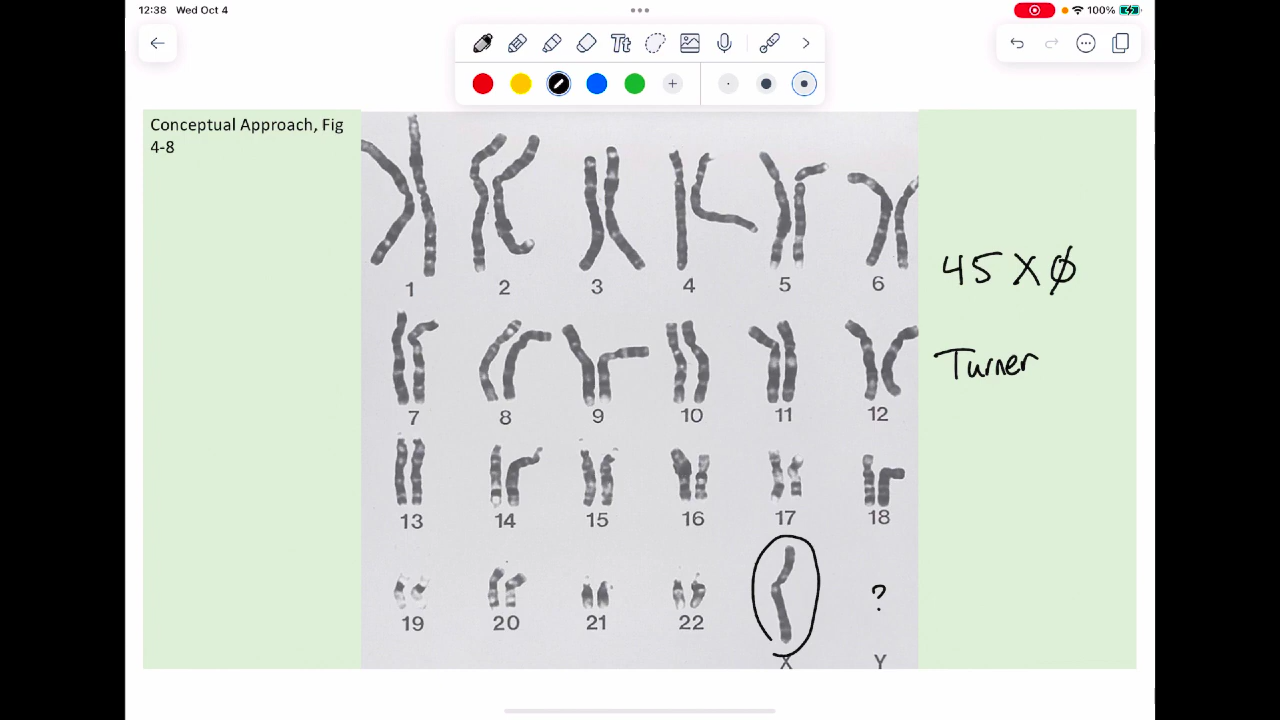 12:38 Wed Oct 4
100%
Tt
Conceptual Approach, Fig
4-8
1 2 3 4 5 6
45 X Ø
7 8 9 10 11 12
Turner
13 14 15 16 17 18
?
19 20 21 22
X Y